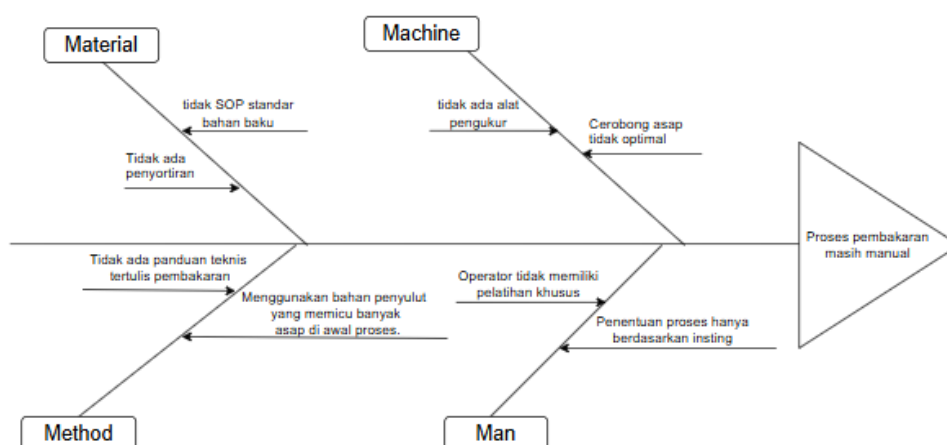 Material
Machine
tidak SOP standar
bahan baku
Tidak ada
penyortiran
tidak ada alat
pengukur
Cerobong asap
tidak optimal
Proses pembakaran
masih manual
Tidak ada panduan teknis
tertulis pembakaran
Menggunakan bahan penyulut
yang memicu banyak
asap di awal proses.
Operator tidak memiliki
pelatihan khusus
Penentuan proses hanya
berdasarkan insting
Method
Man